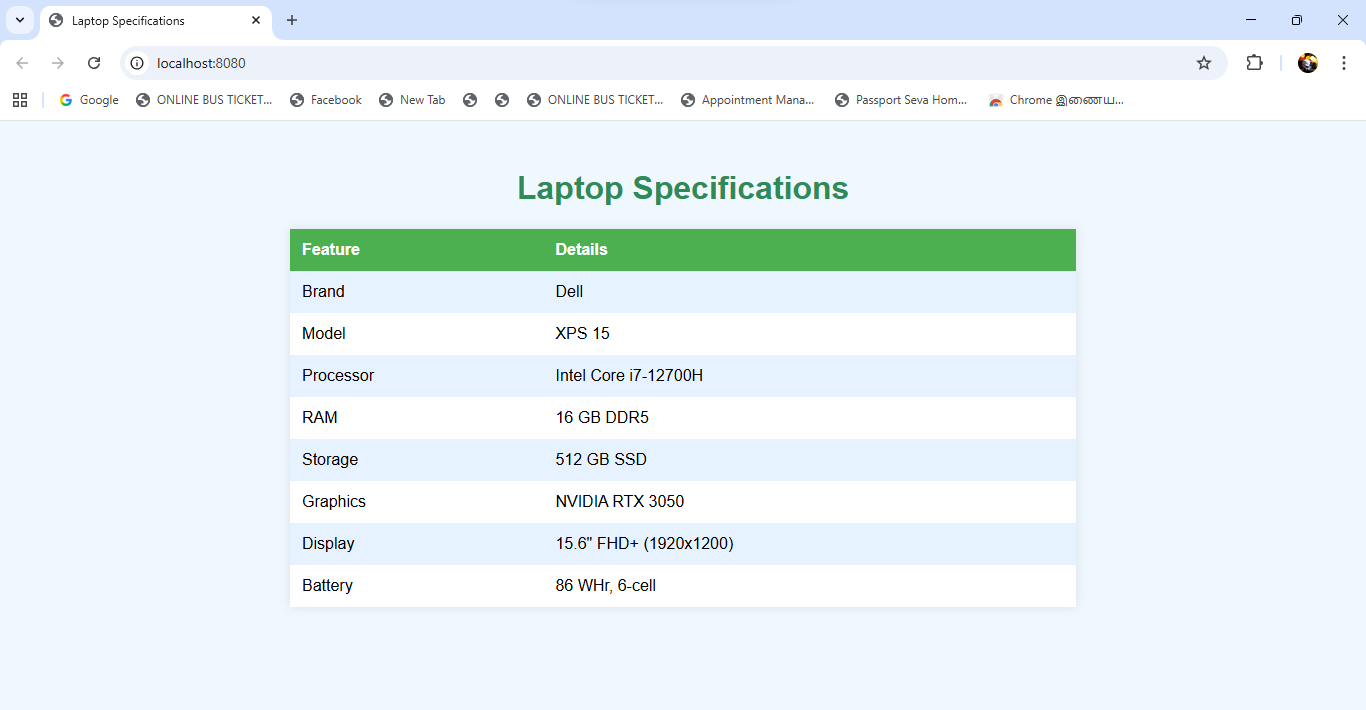 Laptop Specifications
localhost:8080
Google ONLINE BUS TICKET... Facebook New Tab ONLINE BUS TICKET... Appointment Mana... Passport Seva Hom... Chrome இணைய...
Laptop Specifications
Feature Details
Brand Dell
Model XPS 15
Processor Intel Core i7-12700H
RAM 16 GB DDR5
Storage 512 GB SSD
Graphics NVIDIA RTX 3050
Display 15.6" FHD+ (1920x1200)
Battery 86 WHr, 6-cell